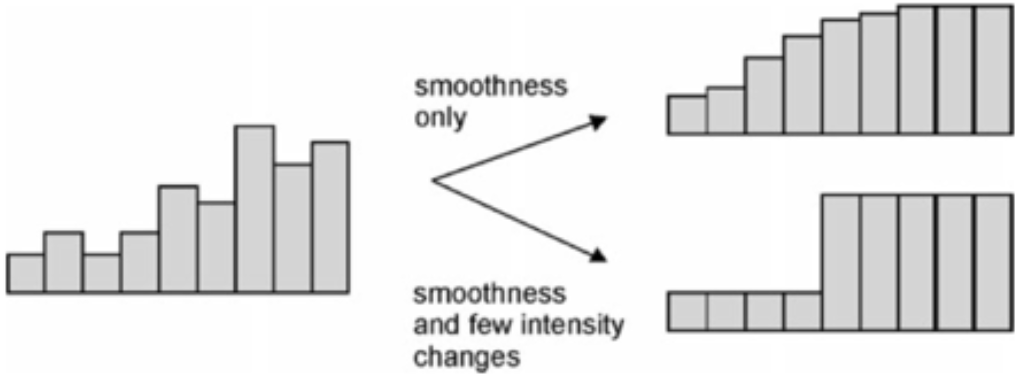 smoothness
only
smoothness
and few intensity
changes